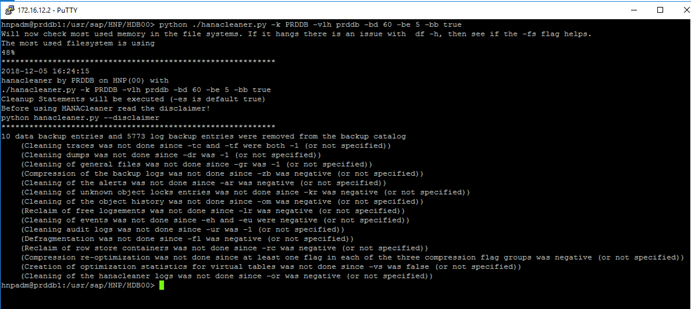 172.16.12.2 - PuTTY
hnpadm@prddb1:/usr/sap/HNP/HDB00> python ./hanacleaner.py -k PRDDB -vlh prddb -bd 60 -be 5 -bb true
Will now check most used memory in the file systems. If it hangs there is an issue with  df -h, then see if the -fs flag helps.
The most used filesystem is using
48%
**********************************************************
2018-12-05 16:24:15
hanacleaner by PRDDB on HNP(00) with
./hanacleaner.py -k PRDDB -vlh prddb -bd 60 -be 5 -bb true
Cleanup Statements will be executed (-es is default true)
Before using HANACleaner read the disclaimer!
python hanacleaner.py --disclaimer
**********************************************************
10 data backup entries and 5773 log backup entries were removed from the backup catalog
(Cleaning traces was not done since -tc and -tf were both -1 (or not specified))
(Cleaning dumps was not done since -dr was -1 (or not specified))
(Cleaning of general files was not done since -gr was -1 (or not specified))
(Compression of the backup logs was not done since -zb was negative (or not specified))
(Cleaning of the alerts was not done since -ar was negative (or not specified))
(Cleaning of unknown object locks entries was not done since -kr was negative (or not specified))
(Cleaning of the object history was not done since -om was negative (or not specified))
(Reclaim of free logsements was not done since -lr was negative (or not specified))
(Cleaning of events was not done since -eh and -eu were negative (or not specified))
(Cleaning audit logs was not done since -ur was -1 (or not specified))
(Defragmentation was not done since -fl was negative (or not specified))
(Reclaim of row store containers was not done since -rc was negative (or not specified))
(Compression re-optimization was not done since at least one flag in each of the three compression flag groups was negative (or not specified))
(Creation of optimization statistics for virtual tables was not done since -vs was false (or not specified))
(Cleaning of the hanacleaner logs was not done since -or was negative (or not specified))
hnpadm@prddb1:/usr/sap/HNP/HDB00>